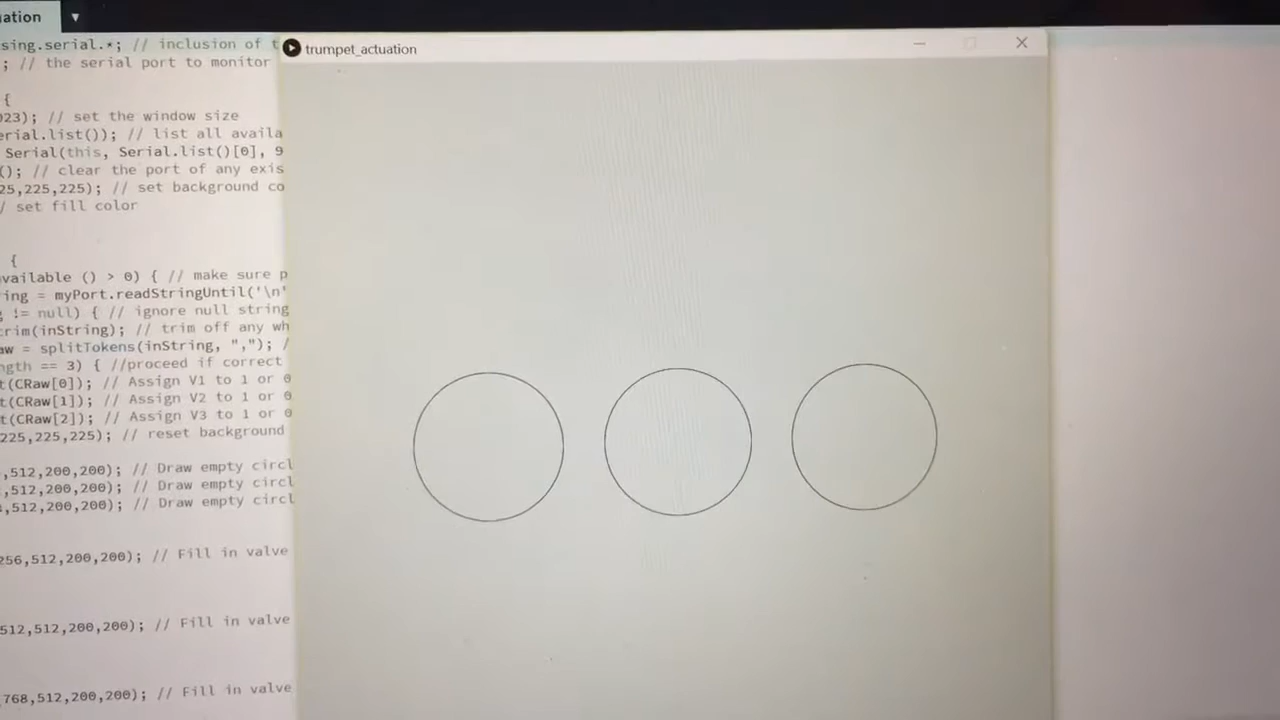 ation
trumpet_actuation
sing.serial.*; // inclusion of t
; // the serial port to monitor
{
023); // set the window size
erial.list()); // list all availa
Serial(this, Serial.list()[0], 9
(); // clear the port of any exis
25,225,225); // set background co
/ set fill color
{
vailable () > 0) { // make sure p
ring = myPort.readStringUntil('\n'
g != null) { // ignore null string
trim(inString); // trim off any wh
aw = splitTokens(inString, ","); /
ngth == 3) { //proceed if correct
t(CRaw[0]); // Assign V1 to 1 or 0
t(CRaw[1]); // Assign V2 to 1 or 0
t(CRaw[2]); // Assign V3 to 1 or 0
225,225,225); // reset background
,512,200,200); // Draw empty circl
,512,200,200); // Draw empty circl
,512,200,200); // Draw empty circl
256,512,200,200); // Fill in valve
512,512,200,200); // Fill in valve
768,512,200,200); // Fill in valve